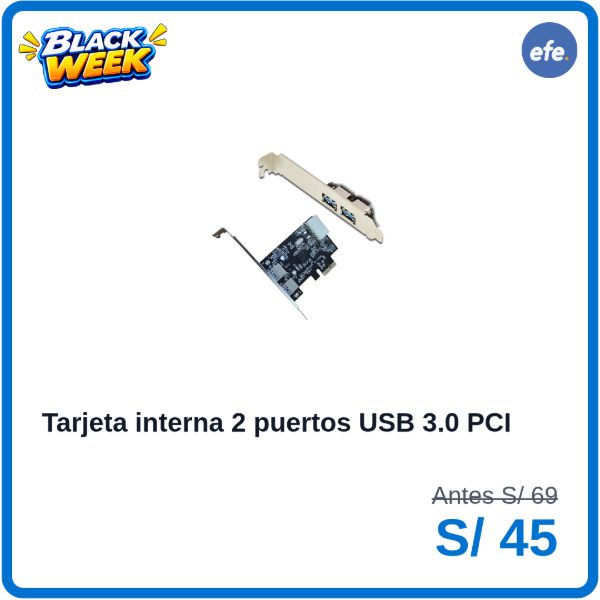 BLACK
WEEK
efe.
Tarjeta interna 2 puertos USB 3.0 PCI
Antes S/ 69
S/ 45